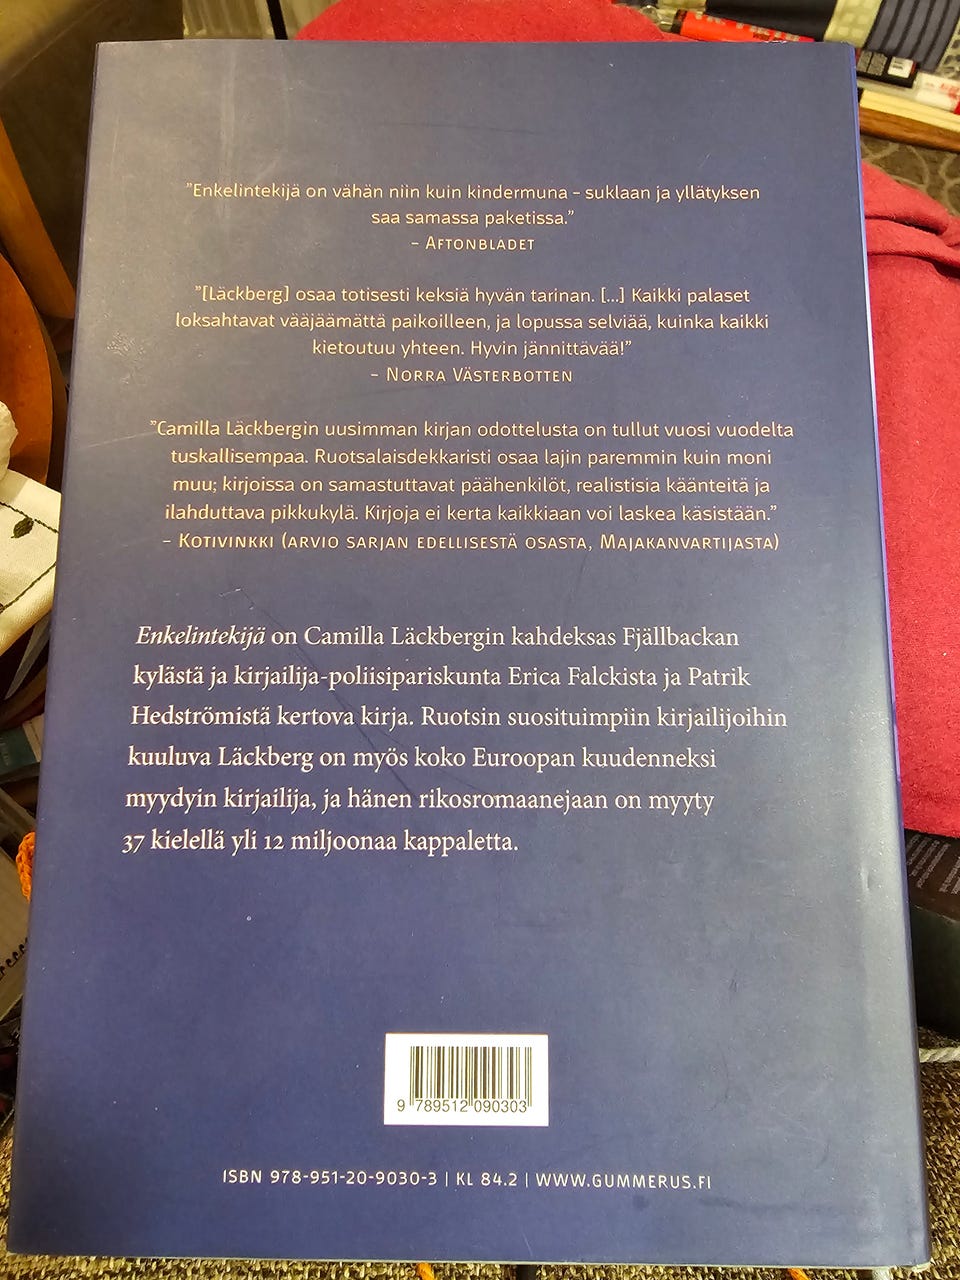 ”Enkelintekijä on vähän niin kuin kindermuna – suklaan ja yllätyksen
saa samassa paketissa.”
– Aftonbladet
”[Läckberg] osaa totisesti keksiä hyvän tarinan. [...] Kaikki palaset
loksahtavat vääjäämättä paikoilleen, ja lopussa selviää, kuinka kaikki
kietoutuu yhteen. Hyvin jännittävää!”
– Norra Västerbotten
”Camilla Läckbergin uusimman kirjan odottelusta on tullut vuosi vuodelta
tuskallisempaa. Ruotsalaisdekkaristi osaa lajin paremmin kuin moni
muu; kirjoissa on samastuttavat päähenkilöt, realistisia käänteitä ja
ilahduttava pikkukylä. Kirjoja ei kerta kaikkiaan voi laskea käsistään.”
– Kotivinkki (arvio sarjan edellisestä osasta, Majakanvartijasta)
Enkelintekijä on Camilla Läckbergin kahdeksas Fjällbackan
kylästä ja kirjailija-poliisipariskunta Erica Falckista ja Patrik
Hedströmistä kertova kirja. Ruotsin suosituimpiin kirjailijoihin
kuuluva Läckberg on myös koko Euroopan kuudenneksi
myydyin kirjailija, ja hänen rikosromaanejaan on myyty
37 kielellä yli 12 miljoonaa kappaletta.
9 789512 090303
ISBN 978-951-20-9030-3 | KL 84.2 | WWW.GUMMERUS.FI